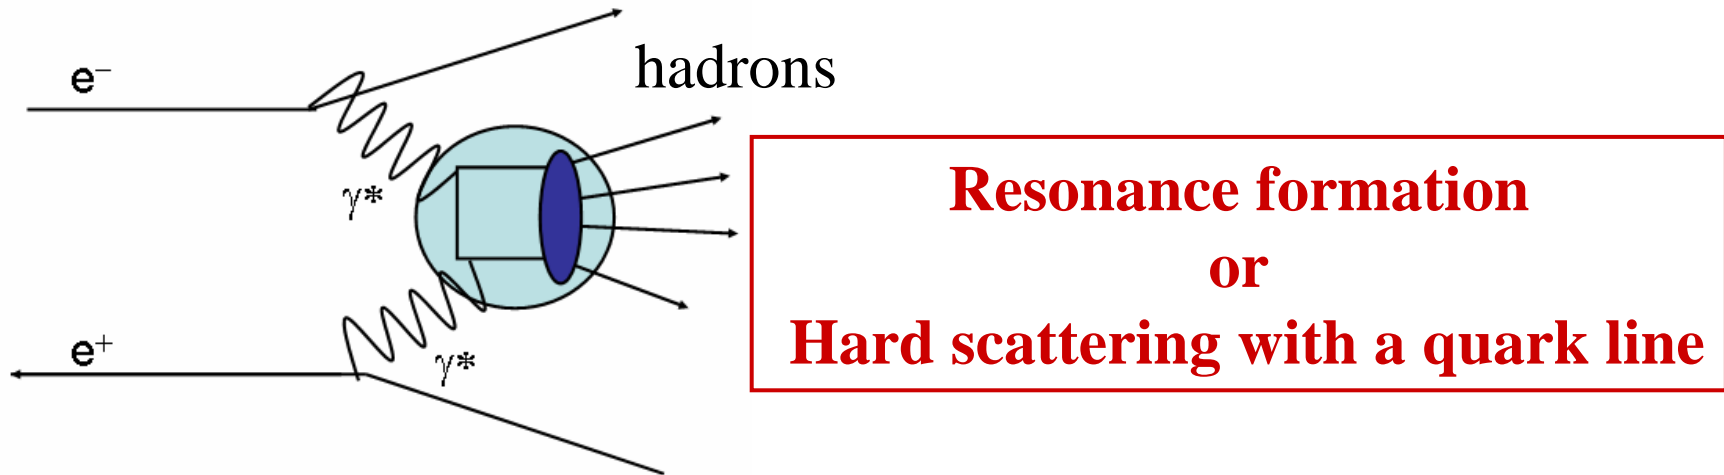 e⁻
hadrons
γ*
Resonance formation
or
Hard scattering with a quark line
e⁺
γ*